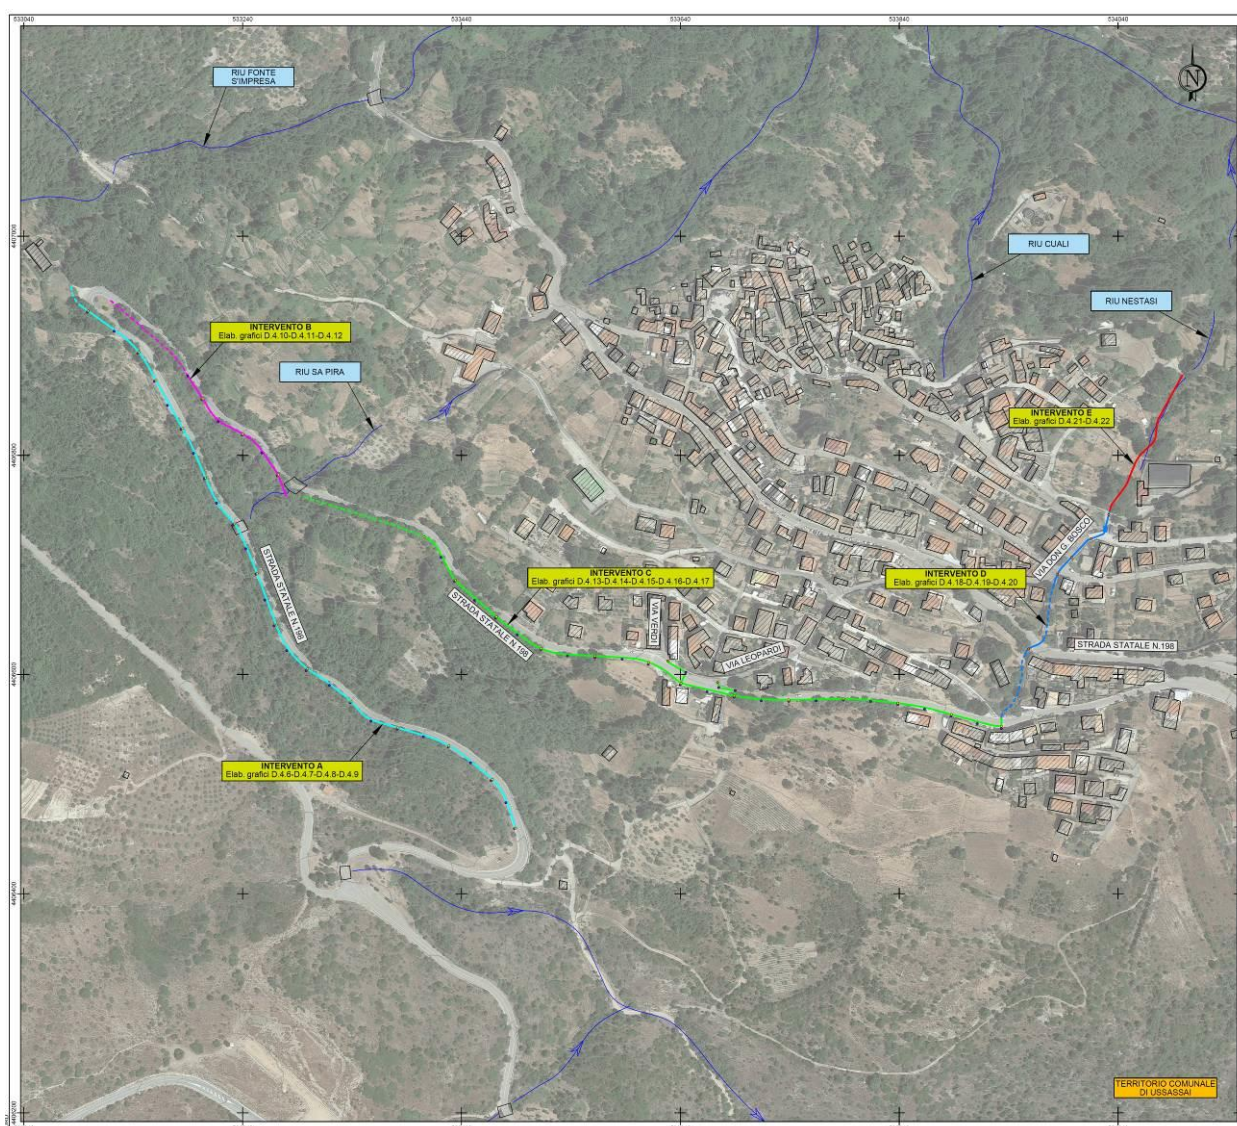 533040 533240 533440 533640 533840 534040
RIU FONTE
S'IMPRESA
N
RIU CUALI
RIU NESTASI
INTERVENTO B
Elab. grafici D.4.10-D.4.11-D.4.12
RIU SA PIRA
INTERVENTO E
Elab. grafici D.4.21-D.4.22
VIA DON G. BOSCO
STRADA STATALE N.198
INTERVENTO C
Elab. grafici D.4.13-D.4.14-D.4.15-D.4.16-D.4.17
INTERVENTO D
Elab. grafici D.4.18-D.4.19-D.4.20
STRADA STATALE N.198
VIA VERDI
VIA LEOPARDI
STRADA STATALE N.198
INTERVENTO A
Elab. grafici D.4.6-D.4.7-D.4.8-D.4.9
TERRITORIO COMUNALE
DI USSASSAI